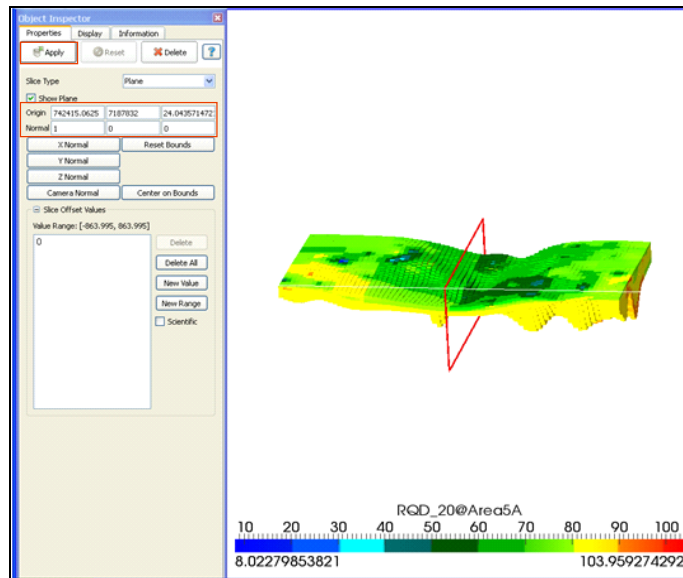 Object Inspector
Properties Display Information
Apply Reset Delete ?
Slice Type Plane
Show Plane
Origin 742415.0625 7187832 24.043571472
Normal 1 0 0
X Normal Reset Bounds
Y Normal
Z Normal
Camera Normal Center on Bounds
Slice Offset Values
Value Range: [-863.995, 863.995]
0
Delete
Delete All
New Value
New Range
Scientific
RQD_20@Area5A
10 20 30 40 50 60 70 80 90 100
8.02279853821 103.959274292